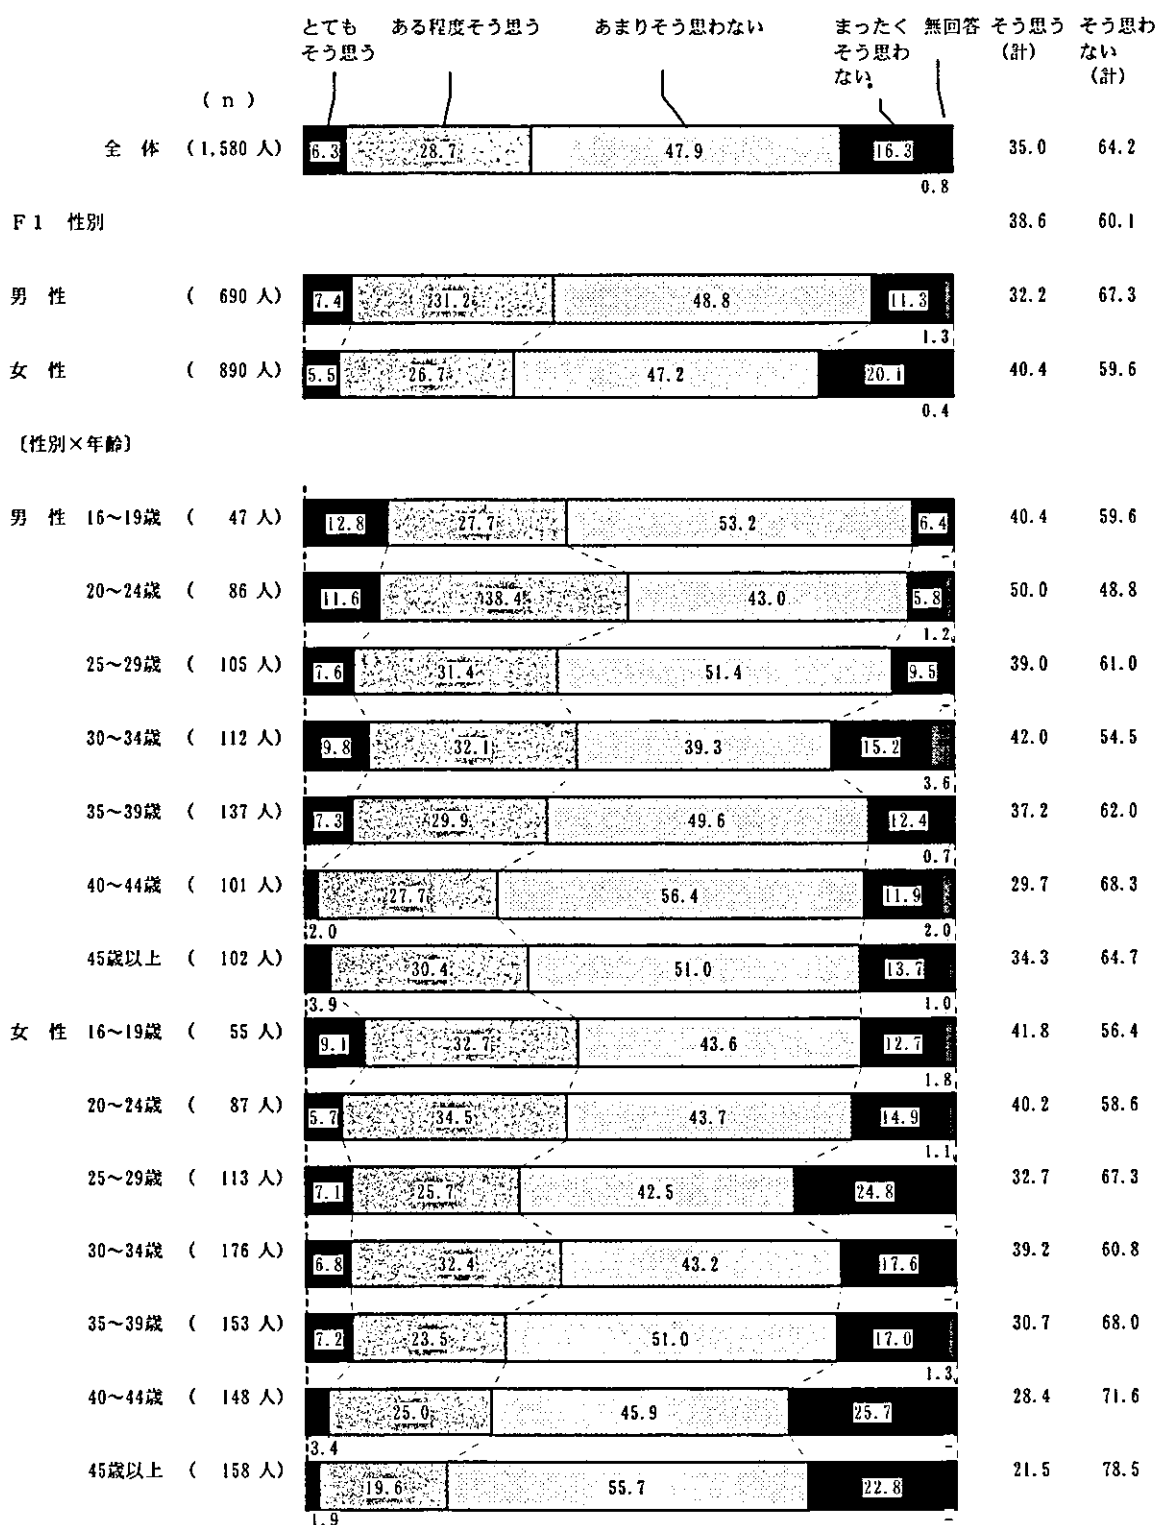 とても ある程度そう思う あまりそう思わない まったく 無回答 そう思う そう思わ
そう思う そう思わ (計) ない
ない (計)
(n)
全 体 (1,580 人) 6.3 28.7 47.9 16.3 35.0 64.2
0.8
F1 性別 38.6 60.1
男 性 ( 690 人) 7.4 31.2 48.8 11.3 32.2 67.3
1.3
女 性 ( 890 人) 5.5 26.7 47.2 20.1 40.4 59.6
0.4
〔性別×年齢〕
男 性 16~19歳 ( 47 人) 12.8 27.7 53.2 6.4 40.4 59.6
-
20~24歳 ( 86 人) 11.6 38.4 43.0 5.8 50.0 48.8
1.2
25~29歳 ( 105 人) 7.6 31.4 51.4 9.5 39.0 61.0
-
30~34歳 ( 112 人) 9.8 32.1 39.3 15.2 42.0 54.5
3.6
35~39歳 ( 137 人) 7.3 29.9 49.6 12.4 37.2 62.0
0.7
40~44歳 ( 101 人) 27.7 56.4 11.9 29.7 68.3
2.0 2.0
45歳以上 ( 102 人) 30.4 51.0 13.7 34.3 64.7
3.9 1.0
女 性 16~19歳 ( 55 人) 9.1 32.7 43.6 12.7 41.8 56.4
1.8
20~24歳 ( 87 人) 5.7 34.5 43.7 14.9 40.2 58.6
1.1
25~29歳 ( 113 人) 7.1 25.7 42.5 24.8 32.7 67.3
-
30~34歳 ( 176 人) 6.8 32.4 43.2 17.6 39.2 60.8
-
35~39歳 ( 153 人) 7.2 23.5 51.0 17.0 30.7 68.0
1.3
40~44歳 ( 148 人) 25.0 45.9 25.7 28.4 71.6
3.4 -
45歳以上 ( 158 人) 19.6 55.7 22.8 21.5 78.5
1.9 -